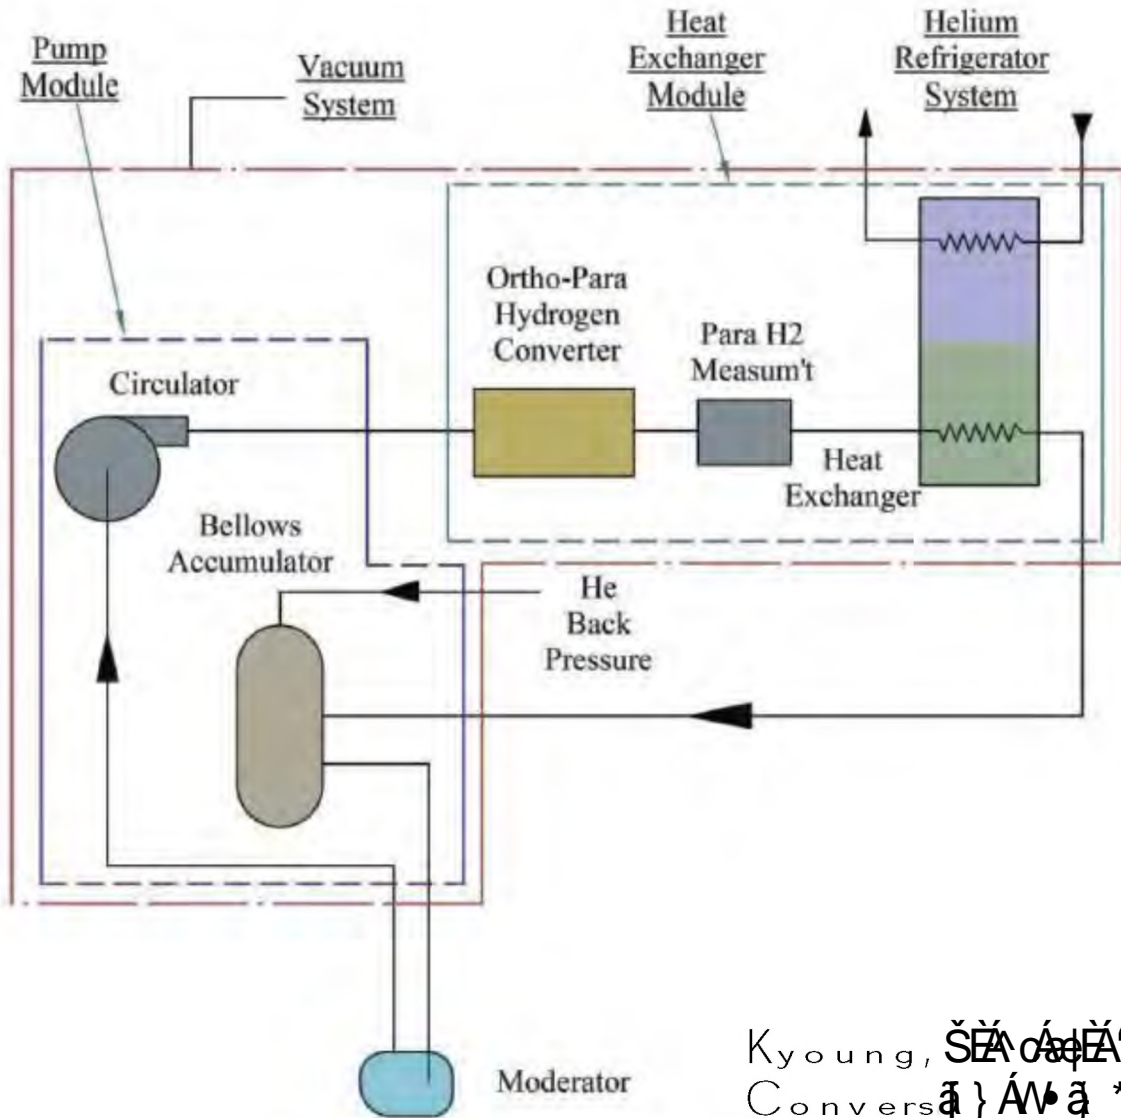 Pump
Module
Vacuum
System
Heat
Exchanger
Module
Helium
Refrigerator
System
Ortho-Para
Hydrogen
Converter
Para H2
Measum't
Circulator
Heat
Exchanger
Bellows
Accumulator
He
Back
Pressure
Moderator
Kyoung,